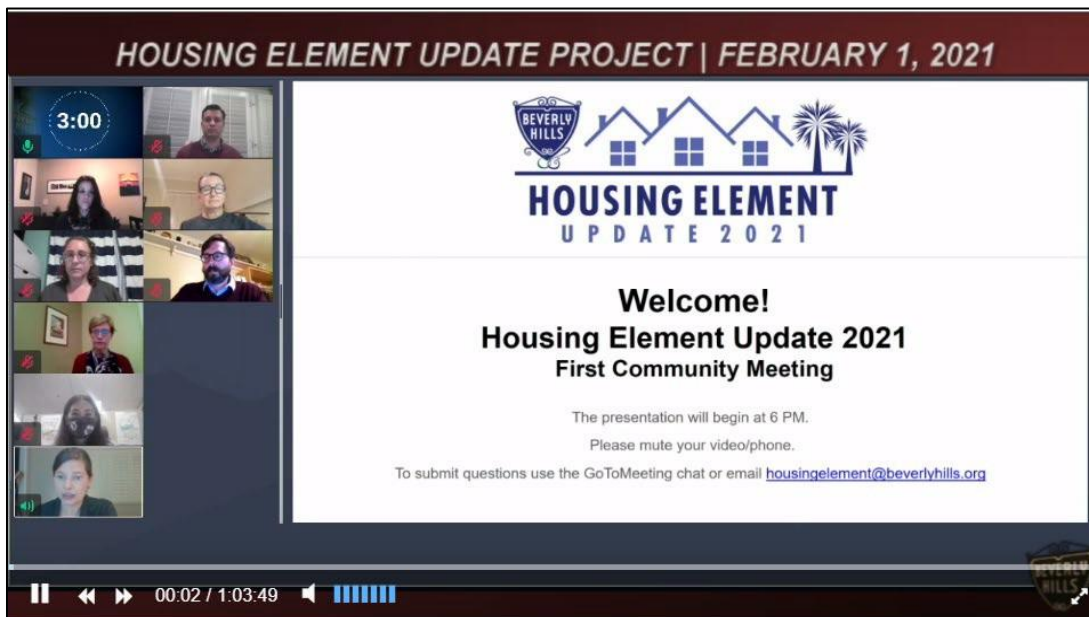 HOUSING ELEMENT UPDATE PROJECT | FEBRUARY 1, 2021
3:00
BEVERLY
HILLS
HOUSING ELEMENT
UPDATE 2021
Welcome!
Housing Element Update 2021
First Community Meeting
The presentation will begin at 6 PM.
Please mute your video/phone.
To submit questions use the GoToMeeting chat or email housingelement@beverlyhills.org
BEVERLY
HILLS
00:02 / 1:03:49